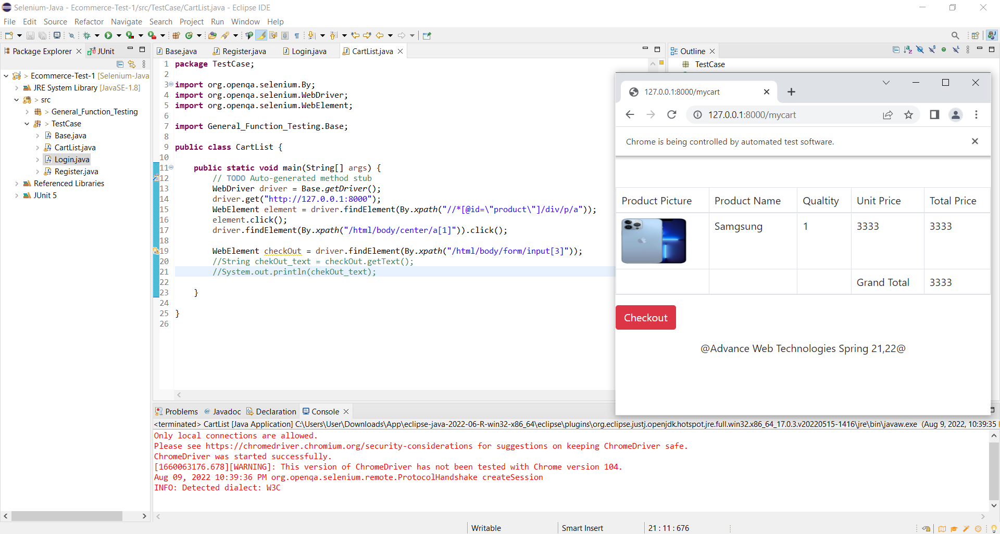 Selenium-Java - Ecommerce-Test-1/src/TestCase/CartList.java - Eclipse IDE
File Edit Source Refactor Navigate Search Project Run Window Help
Package Explorer
JUnit
> Ecommerce-Test-1 [Selenium-Java
JRE System Library [JavaSE-1.8]
> src
> General_Function_Testing
> TestCase
Base.java
CartList.java
Login.java
Register.java
Referenced Libraries
JUnit 5
Base.java Register.java Login.java CartList.java
1 package TestCase;
2
3 import org.openqa.selenium.By;
4 import org.openqa.selenium.WebDriver;
5 import org.openqa.selenium.WebElement;
6
7 import General_Function_Testing.Base;
8
9 public class CartList {
10
11 public static void main(String[] args) {
12 // TODO Auto-generated method stub
13 WebDriver driver = Base.getDriver();
14 driver.get("http://127.0.0.1:8000");
15 WebElement element = driver.findElement(By.xpath("//*[@id=\"product\"]/div/p/a"));
16 element.click();
17 driver.findElement(By.xpath("/html/body/center/a[1]")).click();
18
19 WebElement checkOut = driver.findElement(By.xpath("/html/body/form/input[3]"));
20 //String chekOut_text = checkOut.getText();
21 //System.out.println(chekOut_text);
22
23 }
24
25 }
26
Outline
TestCase
127.0.0.1:8000/mycart
127.0.0.1:8000/mycart
Chrome is being controlled by automated test software.
Product Picture Product Name Qualtity Unit Price Total Price
Samgsung 1 3333 3333
Grand Total 3333
Checkout
@Advance Web Technologies Spring 21,22@
Problems @ Javadoc Declaration Console
<terminated> CartList [Java Application] C:\Users\User\Downloads\App\eclipse-java-2022-06-R-win32-x86_64\eclipse\plugins\org.eclipse.justj.openjdk.hotspot.jre.full.win32.x86_64_17.0.3.v20220515-1416\jre\bin\javaw.exe (Aug 9, 2022, 10:39:35
Only local connections are allowed.
Please see https://chromedriver.chromium.org/security-considerations for suggestions on keeping ChromeDriver safe.
ChromeDriver was started successfully.
[1660063176.678][WARNING]: This version of ChromeDriver has not been tested with Chrome version 104.
Aug 09, 2022 10:39:36 PM org.openqa.selenium.remote.ProtocolHandshake createSession
INFO: Detected dialect: W3C
Writable Smart Insert 21 : 11 : 676